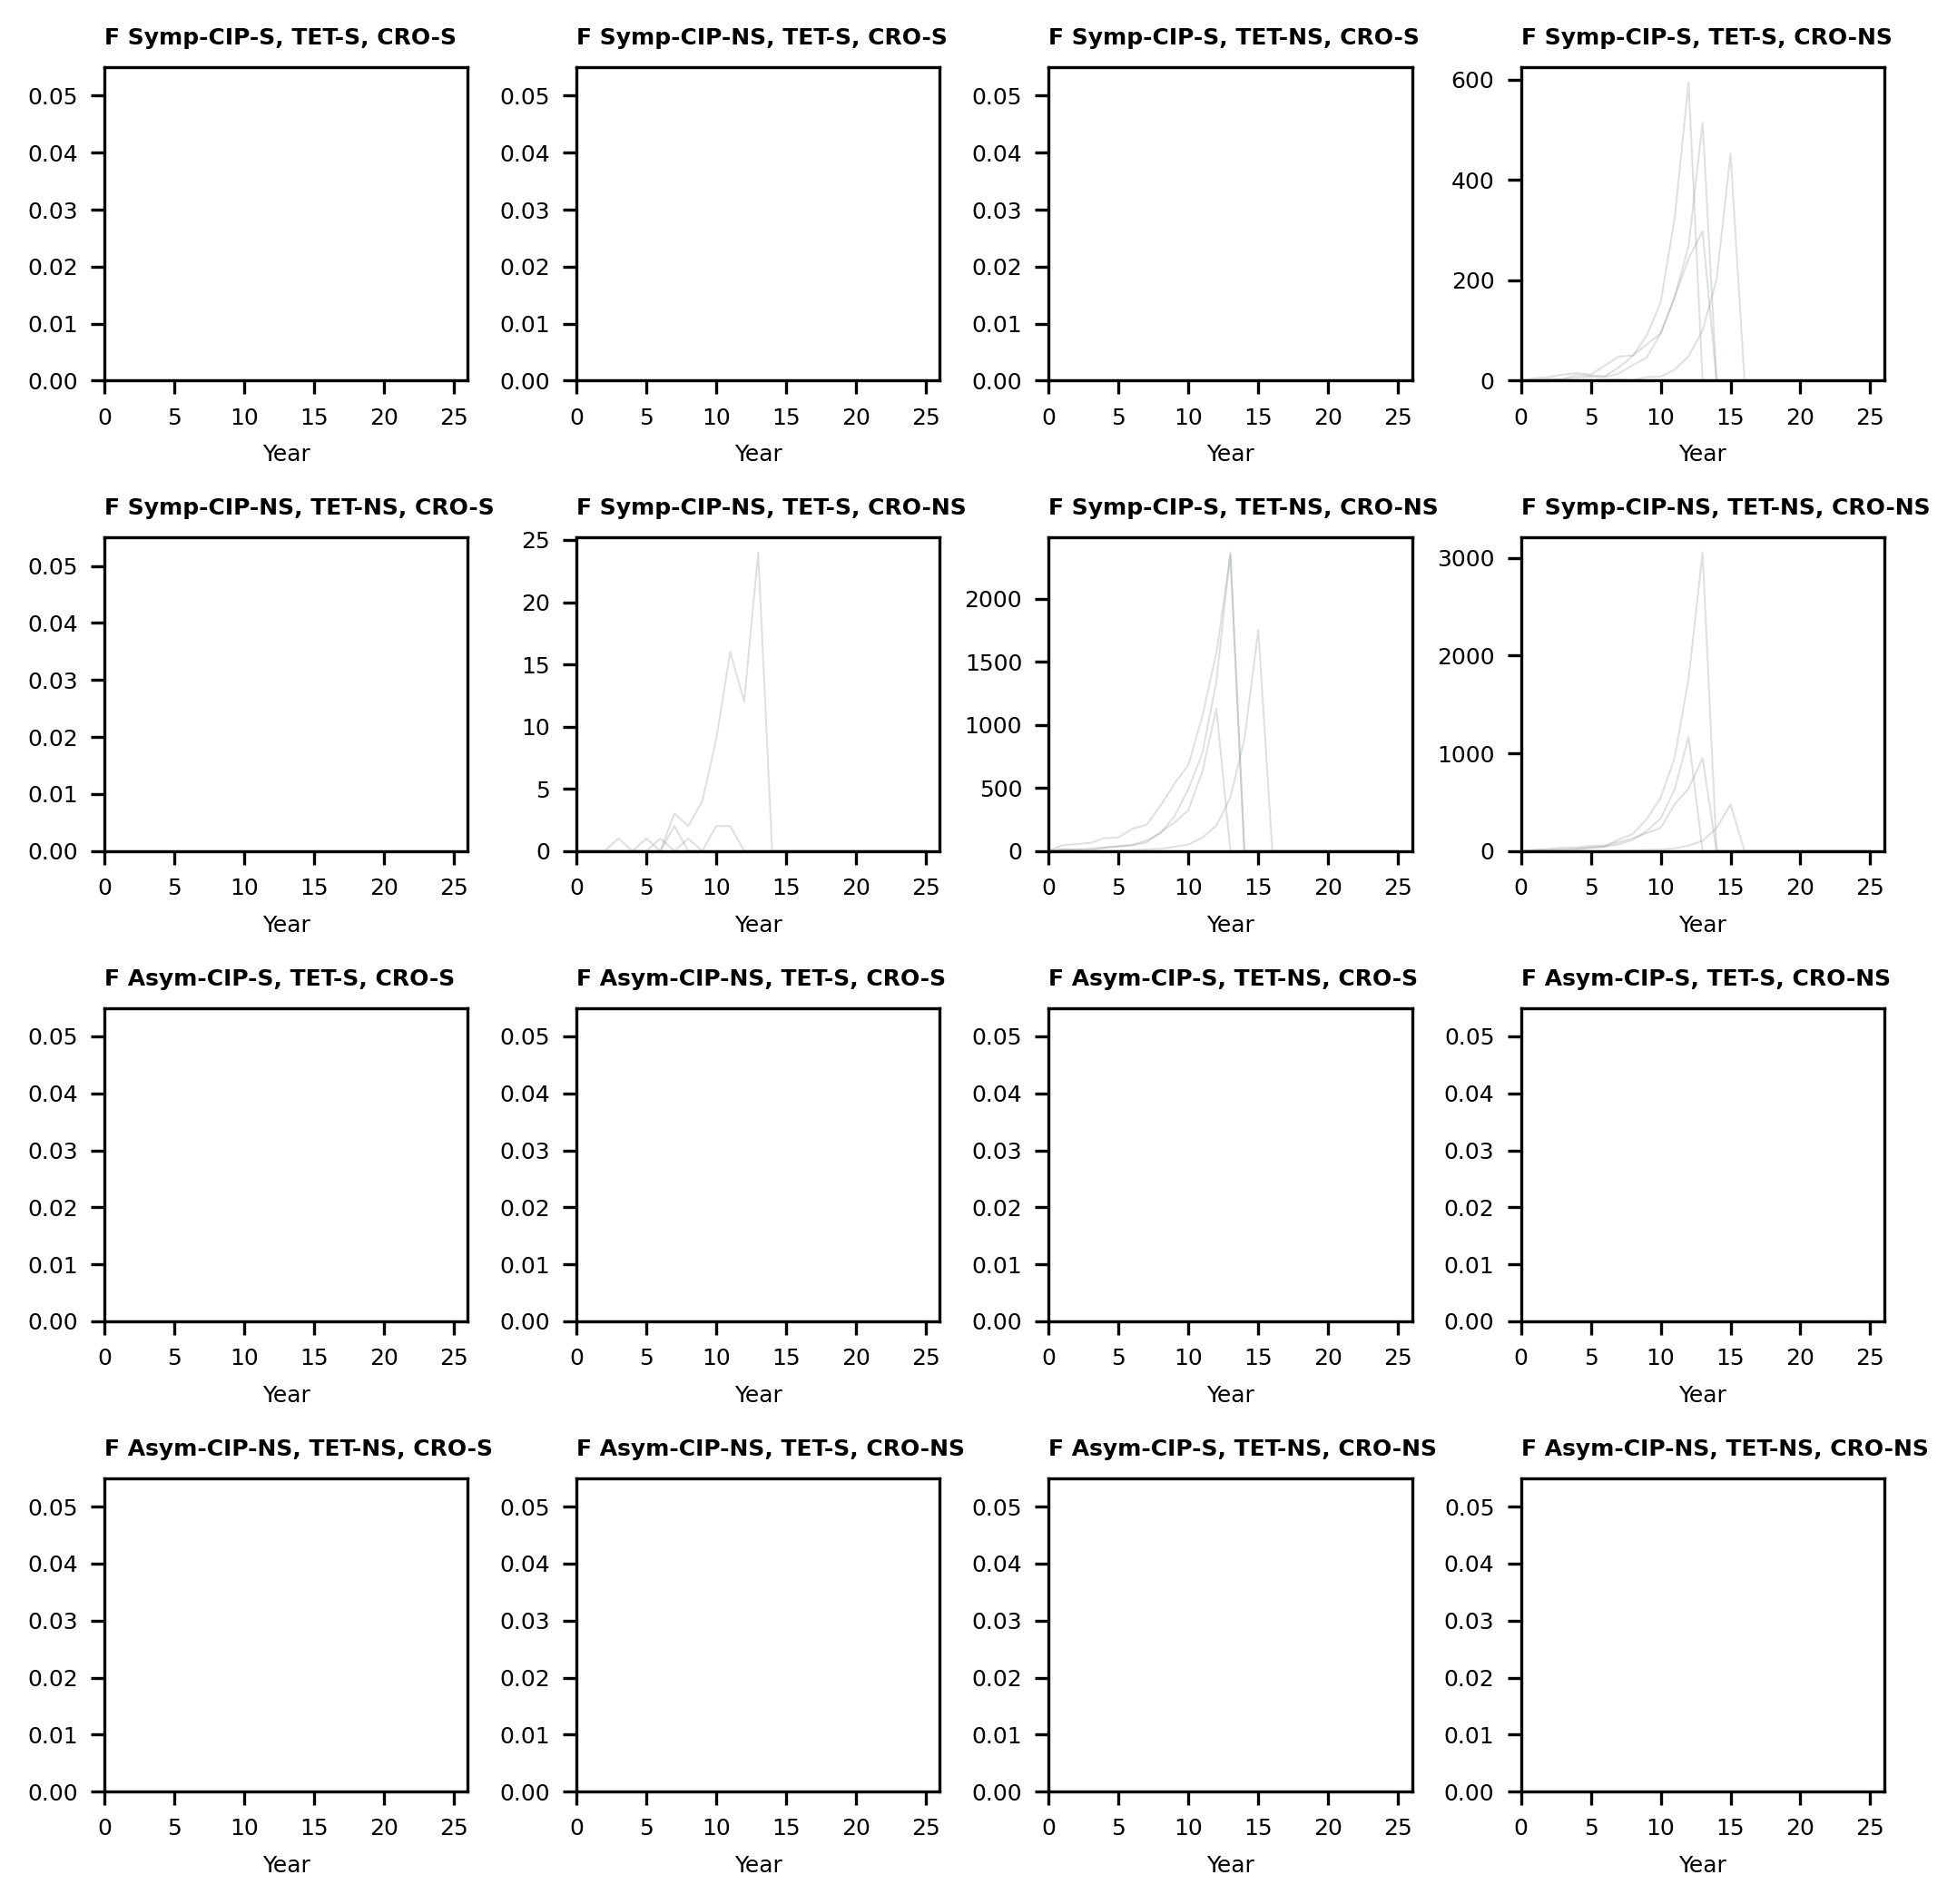 F Symp-CIP-S, TET-S, CRO-S
0.05
0.04
0.03
0.02
0.01
0.00
0 5 10 15 20 25
Year
F Symp-CIP-NS, TET-S, CRO-S
0.05
0.04
0.03
0.02
0.01
0.00
0 5 10 15 20 25
Year
F Symp-CIP-S, TET-NS, CRO-S
0.05
0.04
0.03
0.02
0.01
0.00
0 5 10 15 20 25
Year
F Symp-CIP-S, TET-S, CRO-NS
600
400
200
0
0 5 10 15 20 25
Year
F Symp-CIP-NS, TET-NS, CRO-S
0.05
0.04
0.03
0.02
0.01
0.00
0 5 10 15 20 25
Year
F Symp-CIP-NS, TET-S, CRO-NS
25
20
15
10
5
0
0 5 10 15 20 25
Year
F Symp-CIP-S, TET-NS, CRO-NS
2000
1500
1000
500
0
0 5 10 15 20 25
Year
F Symp-CIP-NS, TET-NS, CRO-NS
3000
2000
1000
0
0 5 10 15 20 25
Year
F Asym-CIP-S, TET-S, CRO-S
0.05
0.04
0.03
0.02
0.01
0.00
0 5 10 15 20 25
Year
F Asym-CIP-NS, TET-S, CRO-S
0.05
0.04
0.03
0.02
0.01
0.00
0 5 10 15 20 25
Year
F Asym-CIP-S, TET-NS, CRO-S
0.05
0.04
0.03
0.02
0.01
0.00
0 5 10 15 20 25
Year
F Asym-CIP-S, TET-S, CRO-NS
0.05
0.04
0.03
0.02
0.01
0.00
0 5 10 15 20 25
Year
F Asym-CIP-NS, TET-NS, CRO-S
0.05
0.04
0.03
0.02
0.01
0.00
0 5 10 15 20 25
Year
F Asym-CIP-NS, TET-S, CRO-NS
0.05
0.04
0.03
0.02
0.01
0.00
0 5 10 15 20 25
Year
F Asym-CIP-S, TET-NS, CRO-NS
0.05
0.04
0.03
0.02
0.01
0.00
0 5 10 15 20 25
Year
F Asym-CIP-NS, TET-NS, CRO-NS
0.05
0.04
0.03
0.02
0.01
0.00
0 5 10 15 20 25
Year